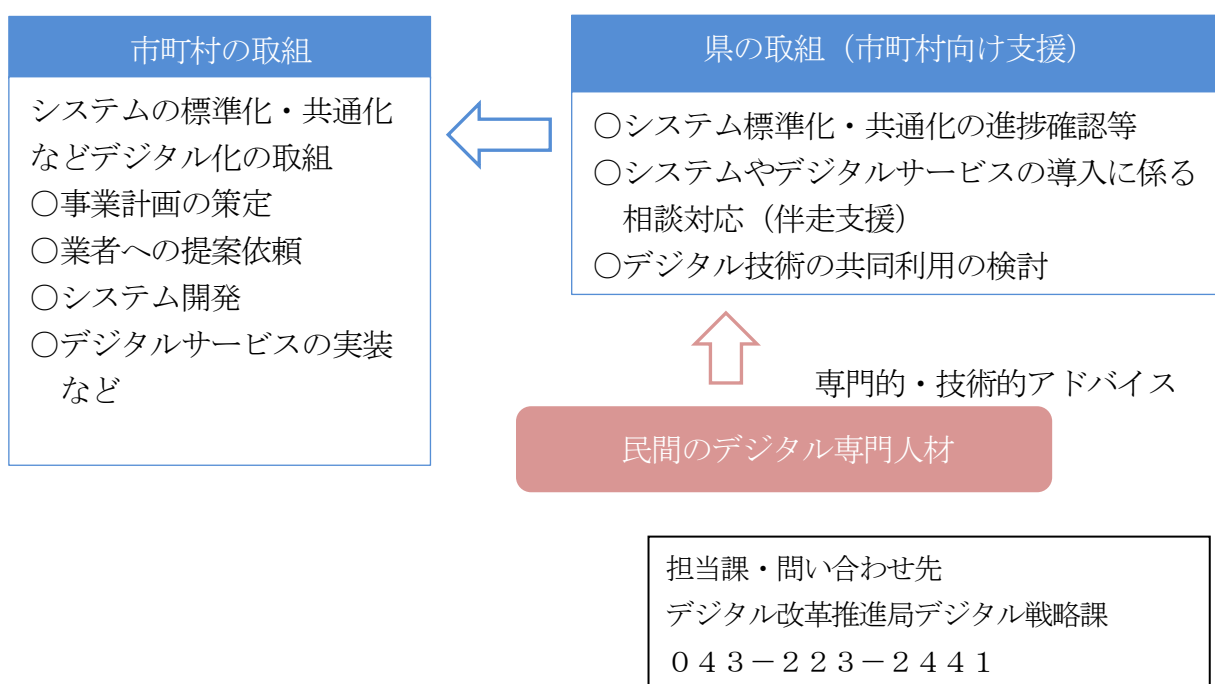 市町村の取組
システムの標準化・共通化
などデジタル化の取組
○事業計画の策定
○業者への提案依頼
○システム開発
○デジタルサービスの実装
など
県の取組（市町村向け支援）
○システム標準化・共通化の進捗確認等
○システムやデジタルサービスの導入に係る
相談対応（伴走支援）
○デジタル技術の共同利用の検討
専門的・技術的アドバイス
民間のデジタル専門人材
担当課・問い合わせ先
デジタル改革推進局デジタル戦略課
０４３－２２３－２４４１